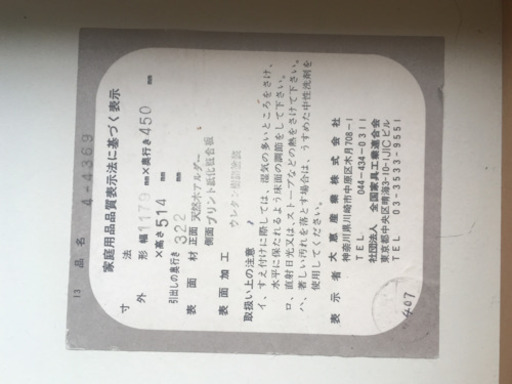 13 品名 4-4369
家庭用品品質表示法に基づく表示
寸法
外形 幅1179mm×奥行き450mm
×高さ514mm
引出しの奥行き 322mm
表面材 正面 天然木アルダー
側面 プリント紙化粧合板
表面加工 ウレタン樹脂塗装
取扱い上の注意
イ、すえ付けに際しては、湿気の多いところをさけ、
水平に保たれるよう床面の調節をして下さい。
ロ、直射日光又は、ストーブなどの熱をさけて下さい。
ハ、著しい汚れを落とす場合は、うすめた中性洗剤を
使用してください。
表示者 大恵産業株式会社
神奈川県川崎市中原区木月708-1
TEL 044-434-0311
社団法人 全国家具工業連合会
東京都中央区晴海3-10-1JICビル
TEL 03-3533-9551
407